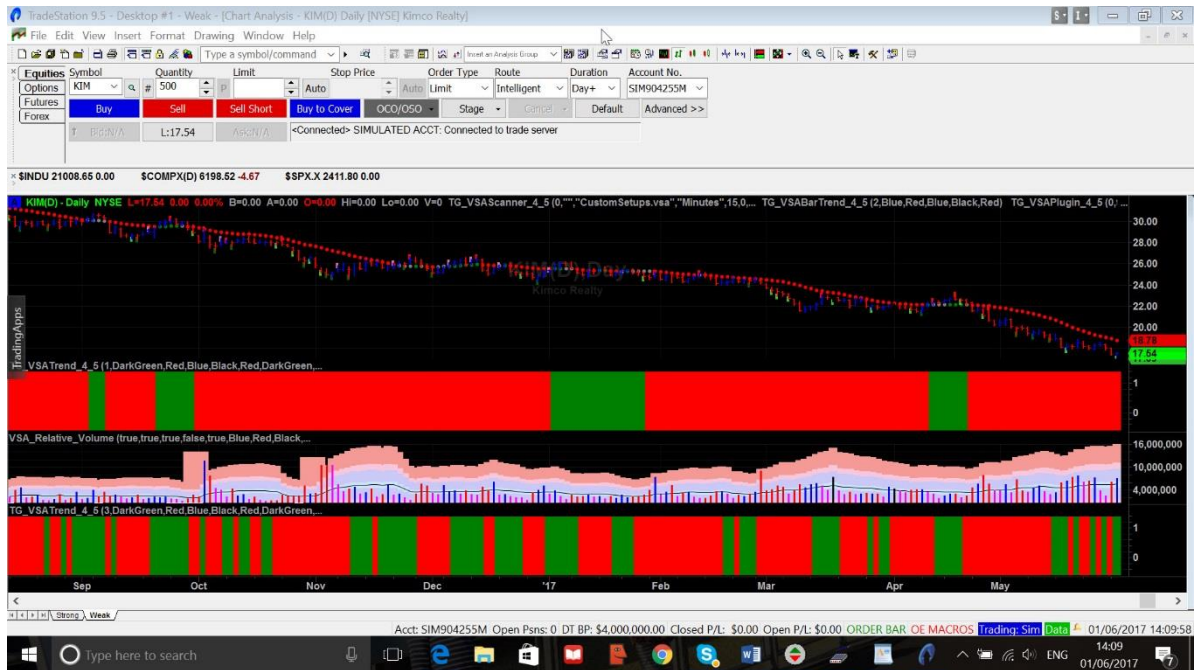 TradeStation 9.5 - Desktop #1 - Weak - [Chart Analysis - KIM(D) Daily [NYSE] Kimco Realty]
File Edit View Insert Format Drawing Window Help
Type a symbol/command
Insert an Analysis Group
Equities Symbol Quantity Limit Stop Price Order Type Route Duration Account No.
Options KIM # 500 P Auto Auto Limit Intelligent Day+ SIM904255M
Futures
Forex
Buy Sell Sell Short Buy to Cover OCO/OSO Stage Cancel Default Advanced >>
T Bid:N/A L:17.54 Ask:N/A <Connected> SIMULATED ACCT: Connected to trade server
$INDU 21008.65 0.00 $COMPX(D) 6198.52 -4.67 $SPX.X 2411.80 0.00
KIM(D) - Daily NYSE L=17.54 0.00 0.00% B=0.00 A=0.00 O=0.00 Hi=0.00 Lo=0.00 V=0 TG_VSAScanner_4_5 (0,"","CustomSetups.vsa","Minutes",15,0,... TG_VSABarTrend_4_5 (2,Blue,Red,Blue,Black,Red) TG_VSAPlugin_4_5 (0,...
30.00
28.00
26.00
24.00
22.00
20.00
18.78
17.54
KIM(D),Day
Kimco Realty
TradingApps
VSATrend_4_5 (1,DarkGreen,Red,Blue,Black,Red,DarkGreen,...
1
0
VSA_Relative_Volume (true,true,true,false,true,Blue,Red,Black,...
16,000,000
10,000,000
4,000,000
TG_VSATrend_4_5 (3,DarkGreen,Red,Blue,Black,Red,DarkGreen,...
1
0
Sep Oct Nov Dec '17 Feb Mar Apr May
Strong Weak
Acct: SIM904255M Open Psns: 0 DT BP: $4,000,000.00 Closed P/L: $0.00 Open P/L: $0.00 ORDER BAR OE MACROS Trading: Sim Data 01/06/2017 14:09:58
Type here to search
ENG
14:09
01/06/2017